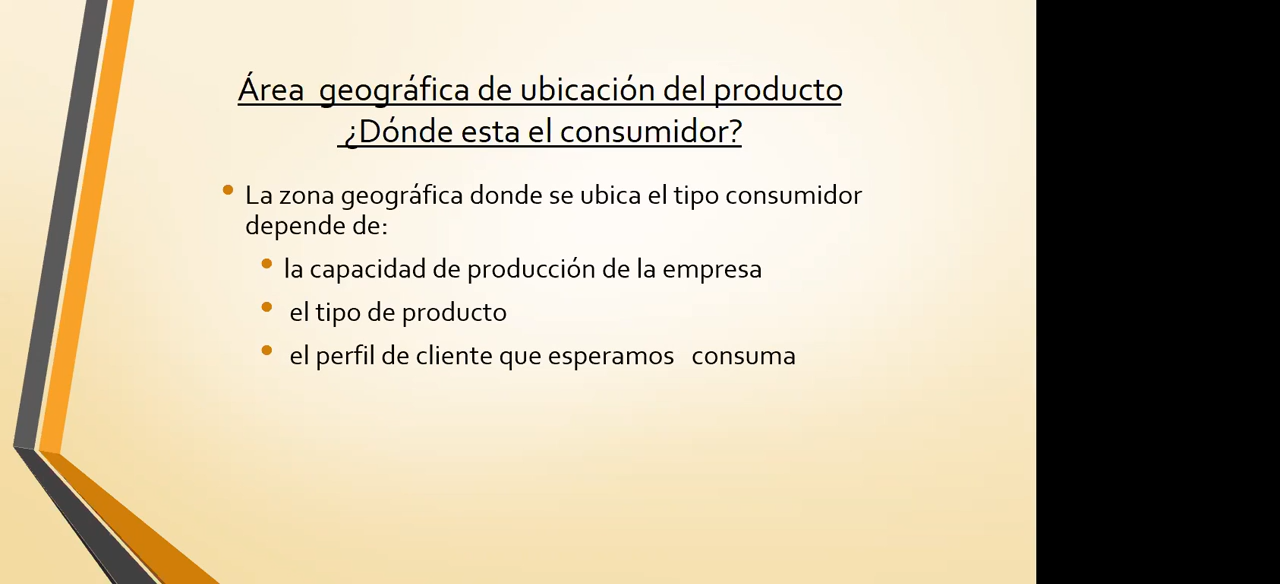 Área  geográfica de ubicación del producto
¿Dónde esta el consumidor?
• La zona geográfica donde se ubica el tipo consumidor
depende de:
• la capacidad de producción de la empresa
• el tipo de producto
• el perfil de cliente que esperamos   consuma